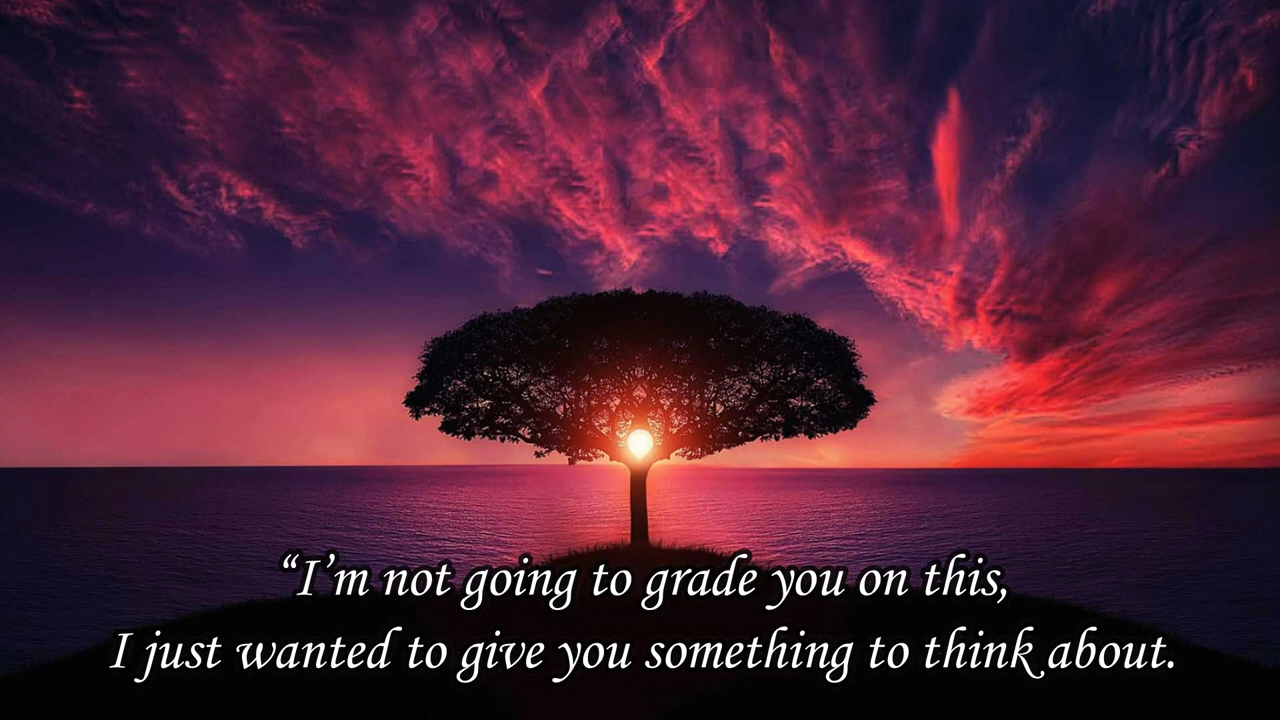 “I’m not going to grade you on this,
I just wanted to give you something to think about.